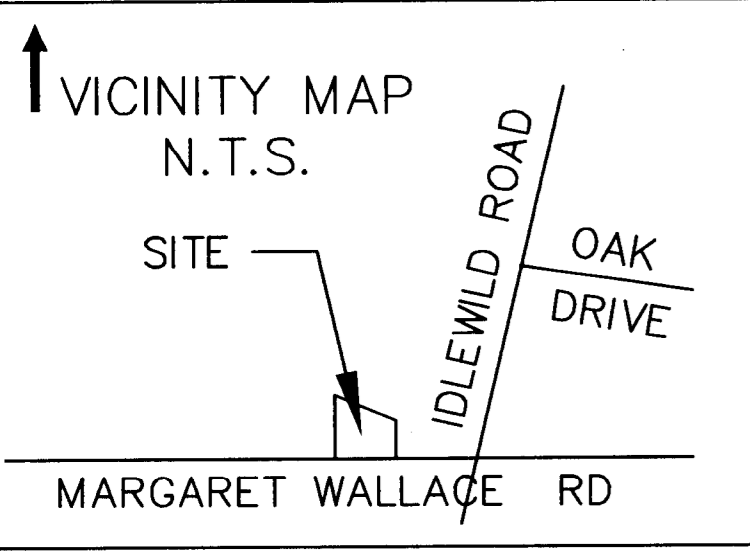 VICINITY MAP
N.T.S.
SITE
IDLEWILD ROAD
OAK
DRIVE
MARGARET WALLACE RD